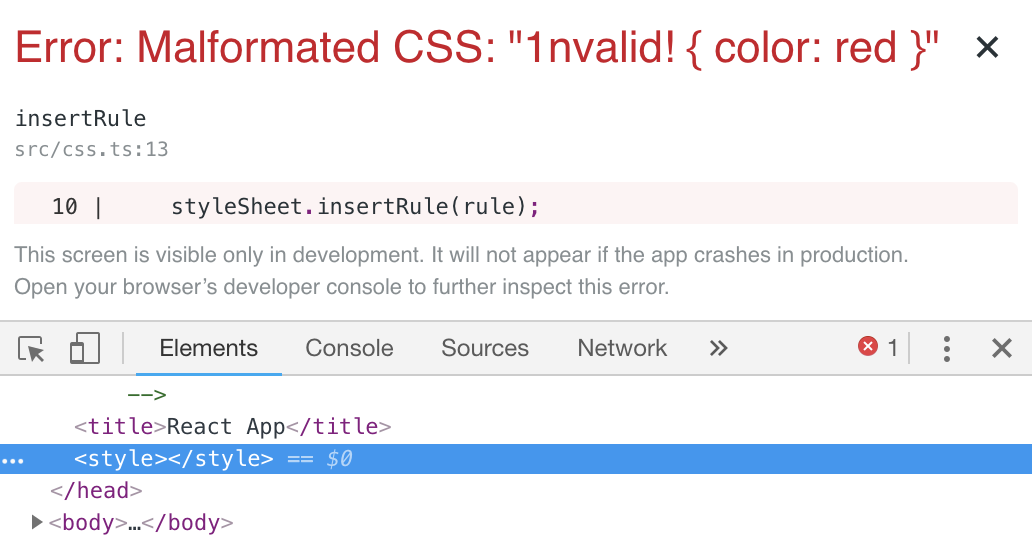 Error: Malformated CSS: "1nvalid! { color: red }" ✕
insertRule
src/css.ts:13
10 |     styleSheet.insertRule(rule);
This screen is visible only in development. It will not appear if the app crashes in production.
Open your browser’s developer console to further inspect this error.
Elements Console Sources Network » 1
-->
<title>React App</title>
… <style></style> == $0
</head>
▶<body>…</body>